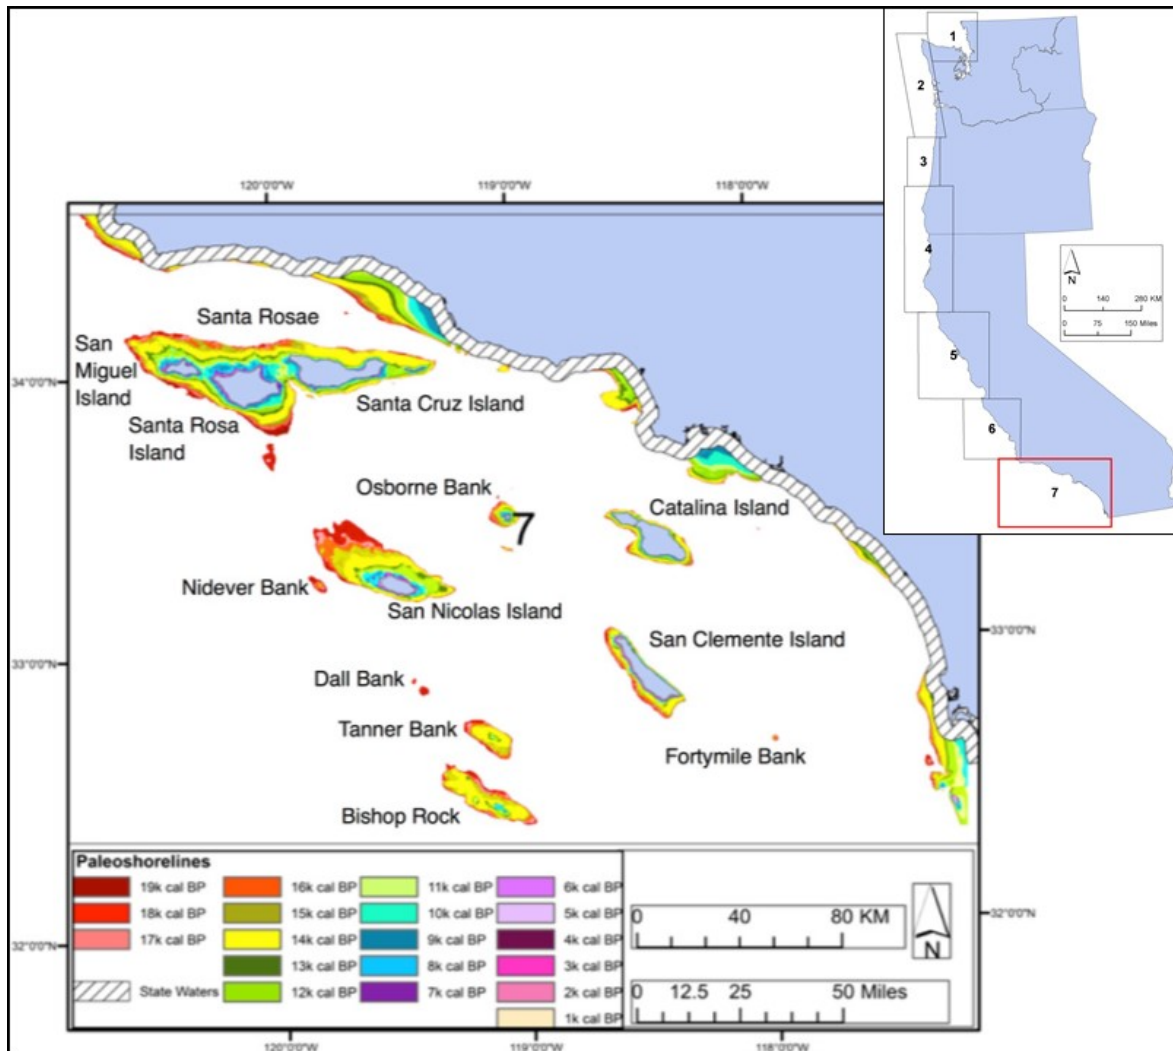 1
2
3
4
5
6
7
N
0 140 280 KM
0 75 150 Miles
120°0'0"W 119°0'0"W 118°0'0"W
34°0'0"N
33°0'0"N
32°0'0"N
33°0'0"N
32°0'0"N
Santa Rosae
San
Miguel
Island
Santa Cruz Island
Santa Rosa
Island
Osborne Bank
7
Catalina Island
Nidever Bank
San Nicolas Island
San Clemente Island
Dall Bank
Tanner Bank
Fortymile Bank
Bishop Rock
Paleoshorelines
19k cal BP
18k cal BP
17k cal BP
State Waters
16k cal BP
15k cal BP
14k cal BP
13k cal BP
12k cal BP
11k cal BP
10k cal BP
9k cal BP
8k cal BP
7k cal BP
6k cal BP
5k cal BP
4k cal BP
3k cal BP
2k cal BP
1k cal BP
0 40 80 KM
0 12.5 25 50 Miles
N
120°0'0"W 119°0'0"W 118°0'0"W